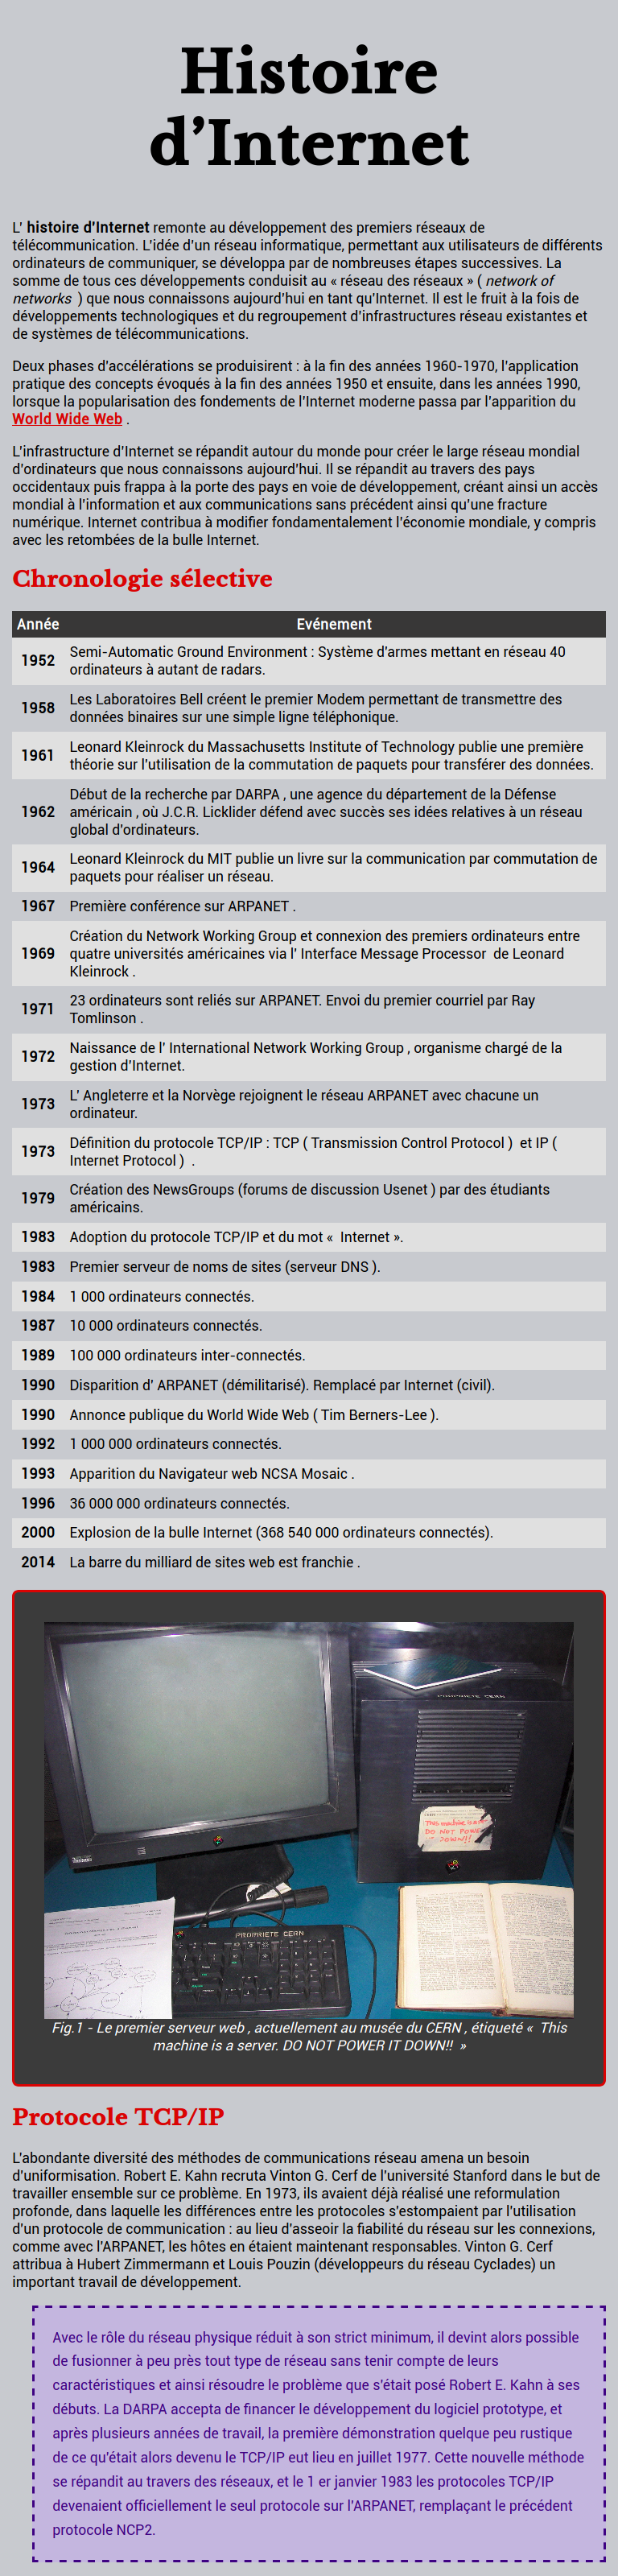 Histoire
d’Internet
L’ histoire d’Internet remonte au développement des premiers réseaux de
télécommunication. L’idée d’un réseau informatique, permettant aux utilisateurs de différents
ordinateurs de communiquer, se développa par de nombreuses étapes successives. La
somme de tous ces développements conduisit au « réseau des réseaux » ( network of
networks ) que nous connaissons aujourd’hui en tant qu’Internet. Il est le fruit à la fois de
développements technologiques et du regroupement d’infrastructures réseau existantes et
de systèmes de télécommunications.
Deux phases d’accélérations se produisirent : à la fin des années 1960-1970, l’application
pratique des concepts évoqués à la fin des années 1950 et ensuite, dans les années 1990,
lorsque la popularisation des fondements de l’Internet moderne passa par l’apparition du
World Wide Web .
L’infrastructure d’Internet se répandit autour du monde pour créer le large réseau mondial
d’ordinateurs que nous connaissons aujourd’hui. Il se répandit au travers des pays
occidentaux puis frappa à la porte des pays en voie de développement, créant ainsi un accès
mondial à l’information et aux communications sans précédent ainsi qu’une fracture
numérique. Internet contribua à modifier fondamentalement l’économie mondiale, y compris
avec les retombées de la bulle Internet.
Chronologie sélective
Année Evénement
1952 Semi-Automatic Ground Environment : Système d’armes mettant en réseau 40
ordinateurs à autant de radars.
1958 Les Laboratoires Bell créent le premier Modem permettant de transmettre des
données binaires sur une simple ligne téléphonique.
1961 Leonard Kleinrock du Massachusetts Institute of Technology publie une première
théorie sur l’utilisation de la commutation de paquets pour transférer des données.
1962 Début de la recherche par DARPA , une agence du département de la Défense
américain , où J.C.R. Licklider défend avec succès ses idées relatives à un réseau
global d’ordinateurs.
1964 Leonard Kleinrock du MIT publie un livre sur la communication par commutation de
paquets pour réaliser un réseau.
1967 Première conférence sur ARPANET .
1969 Création du Network Working Group et connexion des premiers ordinateurs entre
quatre universités américaines via l’ Interface Message Processor de Leonard
Kleinrock .
1971 23 ordinateurs sont reliés sur ARPANET. Envoi du premier courriel par Ray
Tomlinson .
1972 Naissance de l’ International Network Working Group , organisme chargé de la
gestion d’Internet.
1973 L’ Angleterre et la Norvège rejoignent le réseau ARPANET avec chacune un
ordinateur.
1973 Définition du protocole TCP/IP : TCP ( Transmission Control Protocol ) et IP (
Internet Protocol ) .
1979 Création des NewsGroups (forums de discussion Usenet ) par des étudiants
américains.
1983 Adoption du protocole TCP/IP et du mot « Internet ».
1983 Premier serveur de noms de sites (serveur DNS ).
1984 1 000 ordinateurs connectés.
1987 10 000 ordinateurs connectés.
1989 100 000 ordinateurs inter-connectés.
1990 Disparition d’ ARPANET (démilitarisé). Remplacé par Internet (civil).
1990 Annonce publique du World Wide Web ( Tim Berners-Lee ).
1992 1 000 000 ordinateurs connectés.
1993 Apparition du Navigateur web NCSA Mosaic .
1996 36 000 000 ordinateurs connectés.
2000 Explosion de la bulle Internet (368 540 000 ordinateurs connectés).
2014 La barre du milliard de sites web est franchie .
PROPRIETE CERN
This machine is a
DO NOT POWER
IT DOWN!!
PROPRIETE CERN
Fig.1 - Le premier serveur web , actuellement au musée du CERN , étiqueté « This
machine is a server. DO NOT POWER IT DOWN!! »
Protocole TCP/IP
L’abondante diversité des méthodes de communications réseau amena un besoin
d’uniformisation. Robert E. Kahn recruta Vinton G. Cerf de l’université Stanford dans le but de
travailler ensemble sur ce problème. En 1973, ils avaient déjà réalisé une reformulation
profonde, dans laquelle les différences entre les protocoles s’estompaient par l’utilisation
d’un protocole de communication : au lieu d’asseoir la fiabilité du réseau sur les connexions,
comme avec l’ARPANET, les hôtes en étaient maintenant responsables. Vinton G. Cerf
attribua à Hubert Zimmermann et Louis Pouzin (développeurs du réseau Cyclades) un
important travail de développement.
Avec le rôle du réseau physique réduit à son strict minimum, il devint alors possible
de fusionner à peu près tout type de réseau sans tenir compte de leurs
caractéristiques et ainsi résoudre le problème que s’était posé Robert E. Kahn à ses
débuts. La DARPA accepta de financer le développement du logiciel prototype, et
après plusieurs années de travail, la première démonstration quelque peu rustique
de ce qu’était alors devenu le TCP/IP eut lieu en juillet 1977. Cette nouvelle méthode
se répandit au travers des réseaux, et le 1 er janvier 1983 les protocoles TCP/IP
devenaient officiellement le seul protocole sur l’ARPANET, remplaçant le précédent
protocole NCP2.